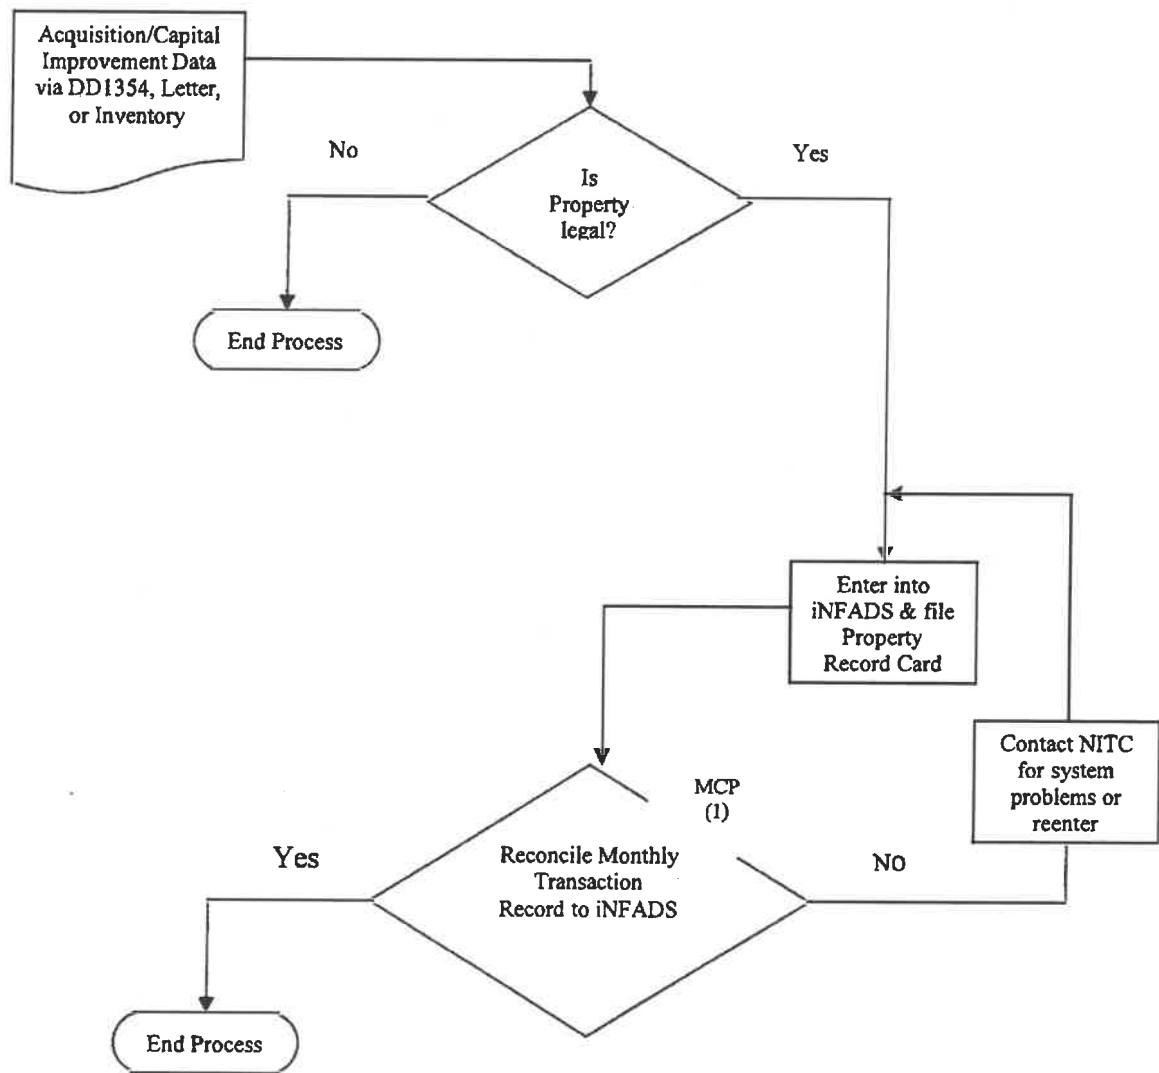 Acquisition/Capital
Improvement Data
via DD1354, Letter,
or Inventory
No
Yes
Is
Property
legal?
End Process
Enter into
iNFADS & file
Property
Record Card
Contact NITC
for system
problems or
reenter
MCP
(1)
Yes
Reconcile Monthly
Transaction
Record to iNFADS
NO
End Process